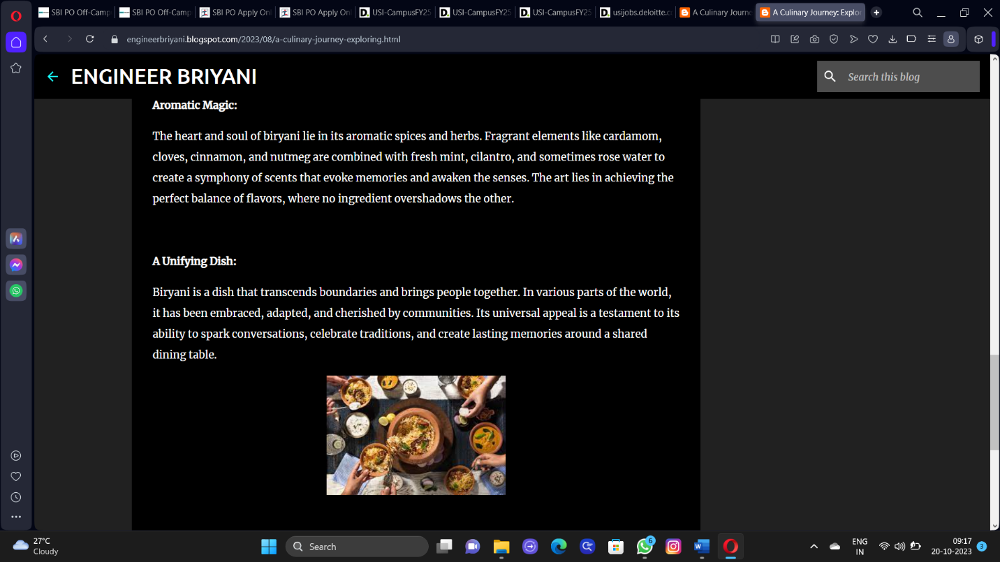 SBI PO Off-Camp
SBI PO Off-Camp
SBI PO Apply Onl
SBI PO Apply Onl
USI-CampusFY25
USI-CampusFY25
USI-CampusFY25
usijobs.deloitte.c
A Culinary Journe
A Culinary Journey: Explor
engineerbriyani.blogspot.com/2023/08/a-culinary-journey-exploring.html
ENGINEER BRIYANI
Search this blog
Aromatic Magic:
The heart and soul of biryani lie in its aromatic spices and herbs. Fragrant elements like cardamom,
cloves, cinnamon, and nutmeg are combined with fresh mint, cilantro, and sometimes rose water to
create a symphony of scents that evoke memories and awaken the senses. The art lies in achieving the
perfect balance of flavors, where no ingredient overshadows the other.
A Unifying Dish:
Biryani is a dish that transcends boundaries and brings people together. In various parts of the world,
it has been embraced, adapted, and cherished by communities. Its universal appeal is a testament to its
ability to spark conversations, celebrate traditions, and create lasting memories around a shared
dining table.
27°C
Cloudy
Search
6
ENG
IN
09:17
20-10-2023
3